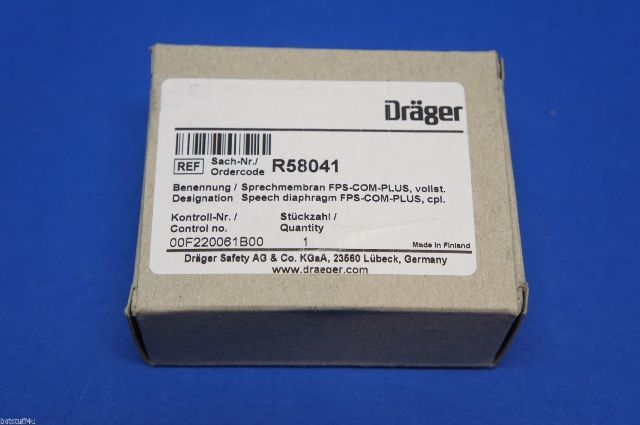 Dräger
REF Sach-Nr./ Ordercode R58041
Benennung / Sprechmembran FPS-COM-PLUS, vollst.
Designation Speech diaphragm FPS-COM-PLUS, cpl.
Kontroll-Nr. / Stückzahl /
Control no. Quantity
00F220061B00 1 Made in Finland
Dräger Safety AG & Co. KGaA, 23560 Lübeck, Germany
www.draeger.com
botstuff4u